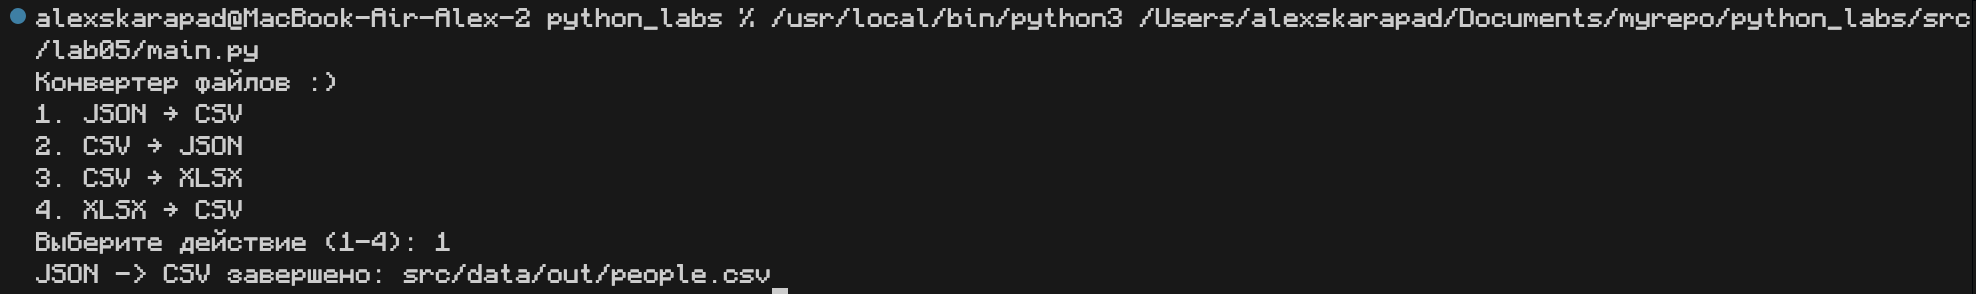 alexskarapad@MacBook-Air-Alex-2 python_labs % /usr/local/bin/python3 /Users/alexskarapad/Documents/myrepo/python_labs/src
/lab05/main.py
Конвертер файлов :)
1. JSON → CSV
2. CSV → JSON
3. CSV → XLSX
4. XLSX → CSV
Выберите действие (1-4): 1
JSON -> CSV завершено: src/data/out/people.csv